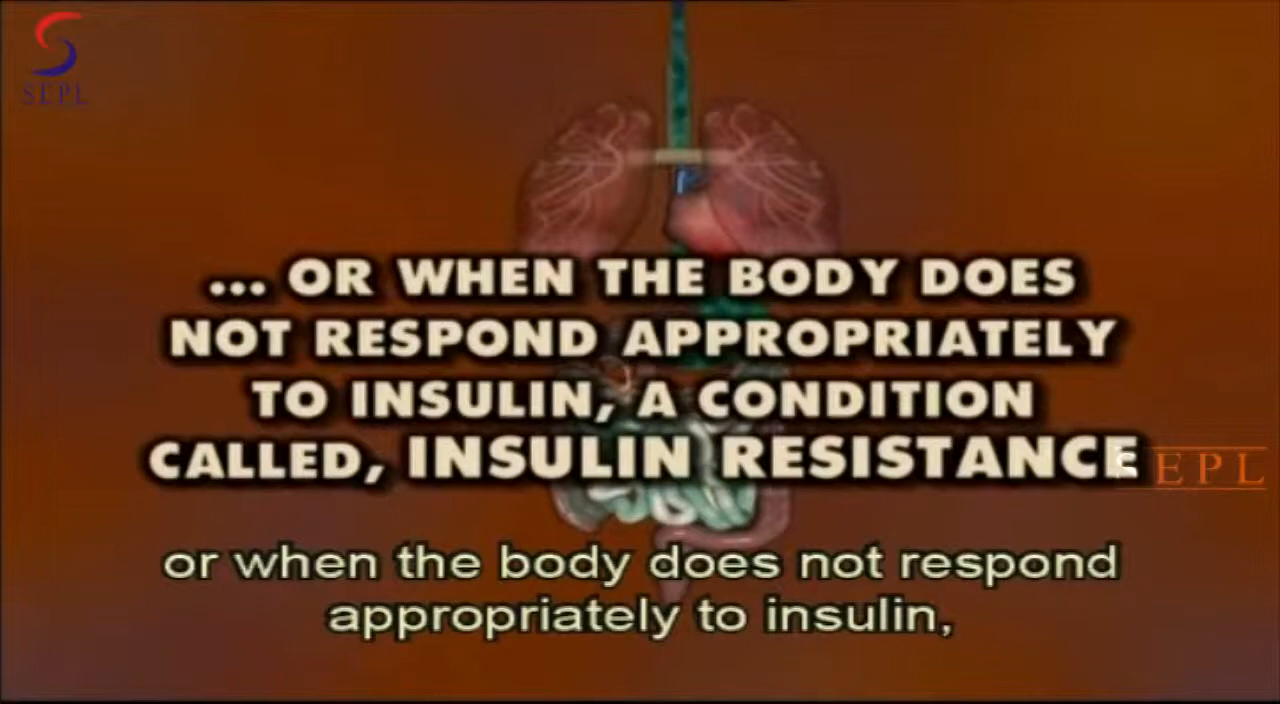 SEPL
... OR WHEN THE BODY DOES
NOT RESPOND APPROPRIATELY
TO INSULIN, A CONDITION
CALLED, INSULIN RESISTANCE
SEPL
or when the body does not respond
appropriately to insulin,